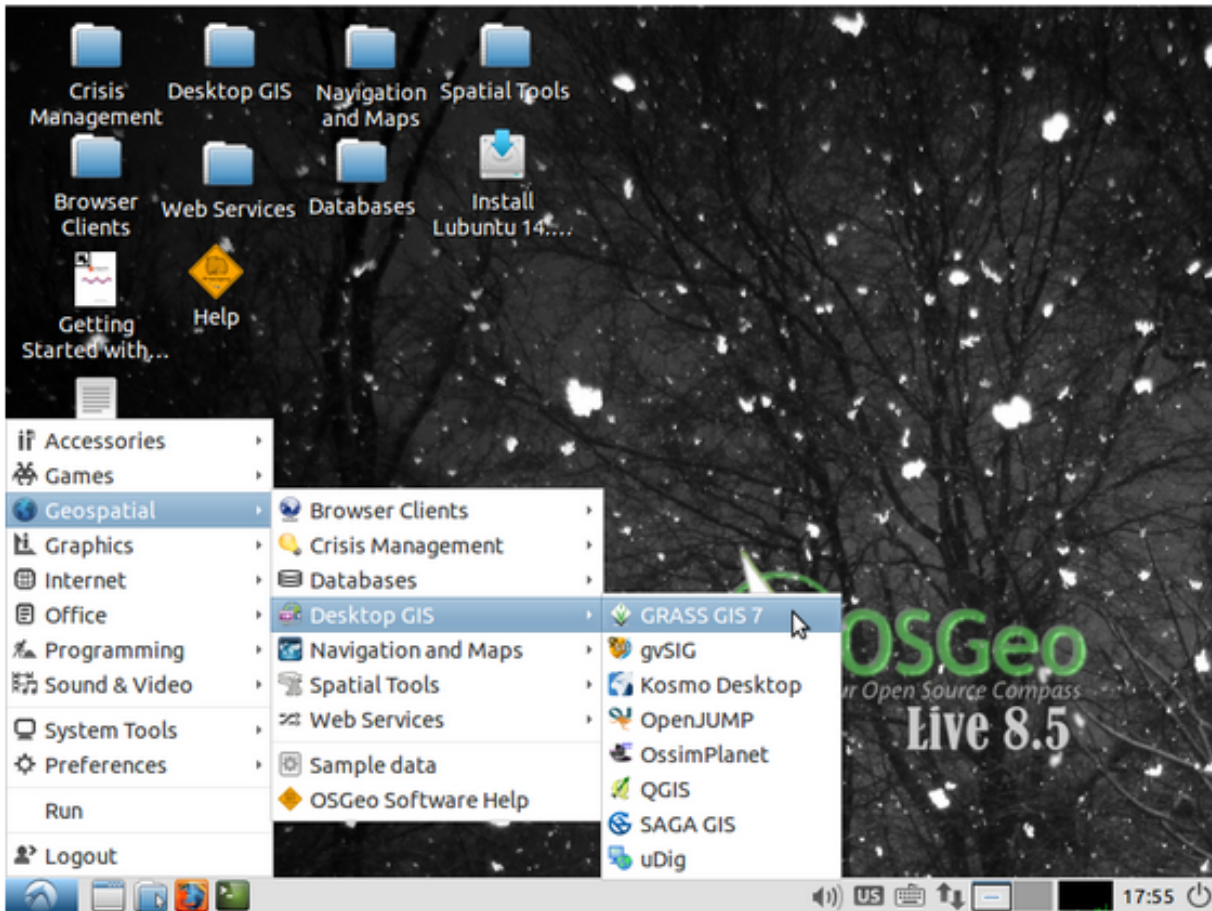 Crisis
Management
Desktop GIS
Navigation
and Maps
Spatial Tools
Browser
Clients
Web Services
Databases
Install
Lubuntu 14....
Getting
Started with...
Help
Accessories
Games
Geospatial
Graphics
Internet
Office
Programming
Sound & Video
System Tools
Preferences
Run
Logout
Browser Clients
Crisis Management
Databases
Desktop GIS
Navigation and Maps
Spatial Tools
Web Services
Sample data
OSGeo Software Help
GRASS GIS 7
gvSIG
Kosmo Desktop
OpenJUMP
OssimPlanet
QGIS
SAGA GIS
uDig
OSGeo
ur Open Source Compass
Live 8.5
US
17:55